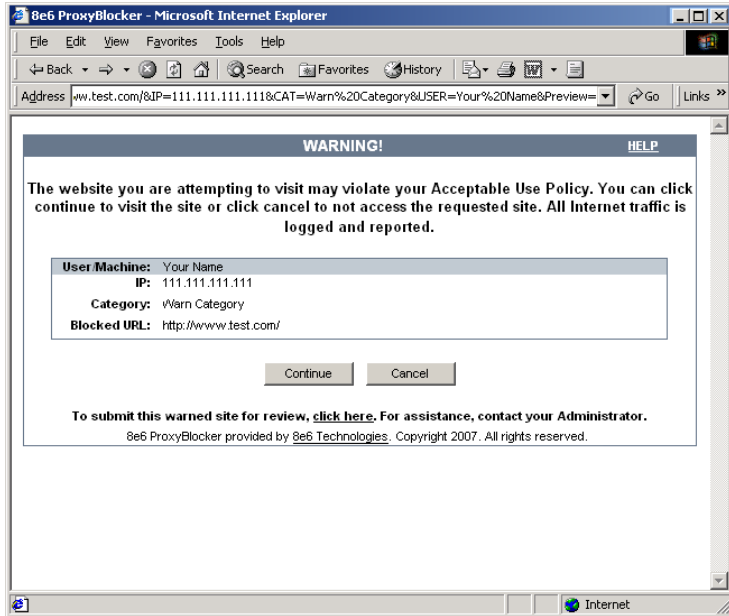 8e6 ProxyBlocker - Microsoft Internet Explorer
File Edit View Favorites Tools Help
Back Search Favorites History
Address ww.test.com/&IP=111.111.111.111&CAT=Warn%20Category&USER=Your%20Name&Preview= Go Links »
WARNING! HELP
The website you are attempting to visit may violate your Acceptable Use Policy. You can click
continue to visit the site or click cancel to not access the requested site. All Internet traffic is
logged and reported.
User/Machine: Your Name
IP: 111.111.111.111
Category: Warn Category
Blocked URL: http://www.test.com/
Continue Cancel
To submit this warned site for review, click here. For assistance, contact your Administrator.
8e6 ProxyBlocker provided by 8e6 Technologies. Copyright 2007. All rights reserved.
Internet